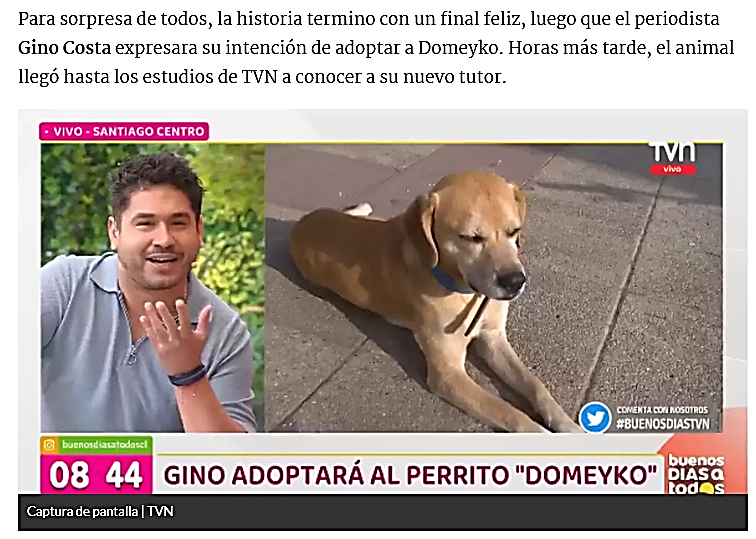 Para sorpresa de todos, la historia termino con un final feliz, luego que el periodista
Gino Costa expresara su intención de adoptar a Domeyko. Horas más tarde, el animal
llegó hasta los estudios de TVN a conocer a su nuevo tutor.
• VIVO - SANTIAGO CENTRO
TVN
vivo
COMENTA CON NOSOTROS
#BUENOSDIASTVN
buenosdiasatodoscl
08 44
GINO ADOPTARÁ AL PERRITO "DOMEYKO"
buenos
DIAS a
todos
Captura de pantalla | TVN